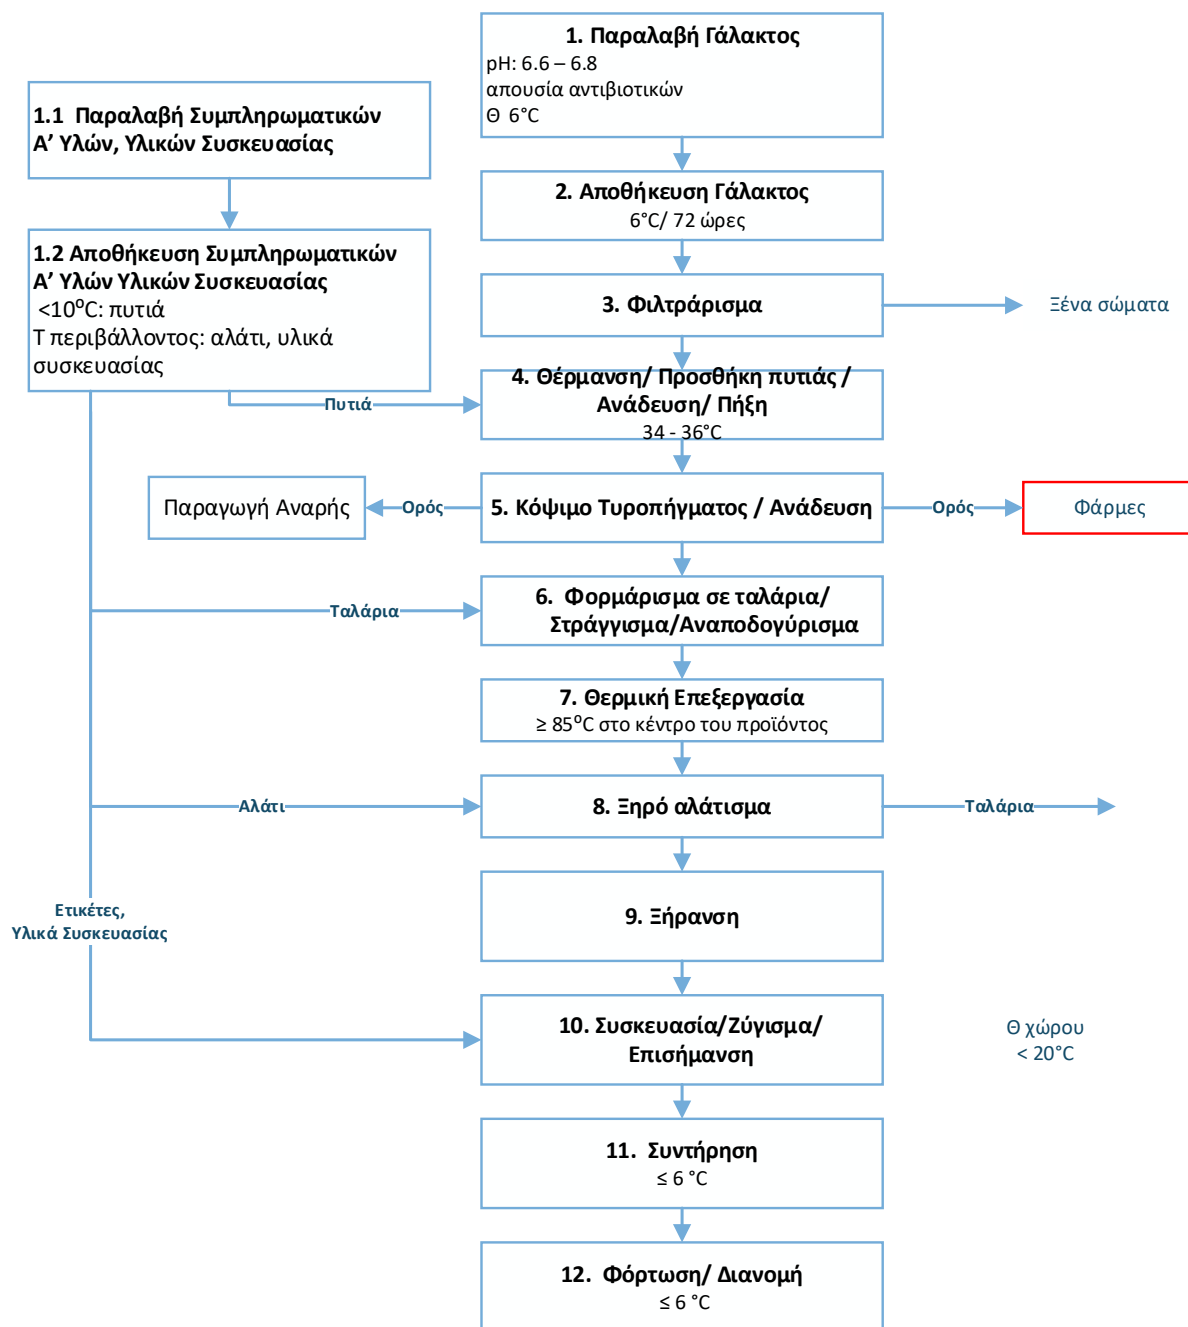 1. Παραλαβή Γάλακτος
pH: 6.6 – 6.8
απουσία αντιβιοτικών
Θ 6°C
1.1 Παραλαβή Συμπληρωματικών
Α’ Υλών, Υλικών Συσκευασίας
2. Αποθήκευση Γάλακτος
6°C/ 72 ώρες
1.2 Αποθήκευση Συμπληρωματικών
Α’ Υλών Υλικών Συσκευασίας
<10⁰C: πυτιά
Τ περιβάλλοντος: αλάτι, υλικά
συσκευασίας
3. Φιλτράρισμα
Ξένα σώματα
4. Θέρμανση/ Προσθήκη πυτιάς /
Ανάδευση/ Πήξη
34 - 36°C
Πυτιά
Παραγωγή Αναρής
Ορός
5. Κόψιμο Τυροπήγματος / Ανάδευση
Ορός
Φάρμες
Ταλάρια
6. Φορμάρισμα σε ταλάρια/
Στράγγισμα/Αναποδογύρισμα
7. Θερμική Επεξεργασία
≥ 85⁰C στο κέντρο του προϊόντος
Αλάτι
8. Ξηρό αλάτισμα
Ταλάρια
9. Ξήρανση
Ετικέτες,
Υλικά Συσκευασίας
10. Συσκευασία/Ζύγισμα/
Επισήμανση
Θ χώρου
< 20°C
11. Συντήρηση
≤ 6 °C
12. Φόρτωση/ Διανομή
≤ 6 °C